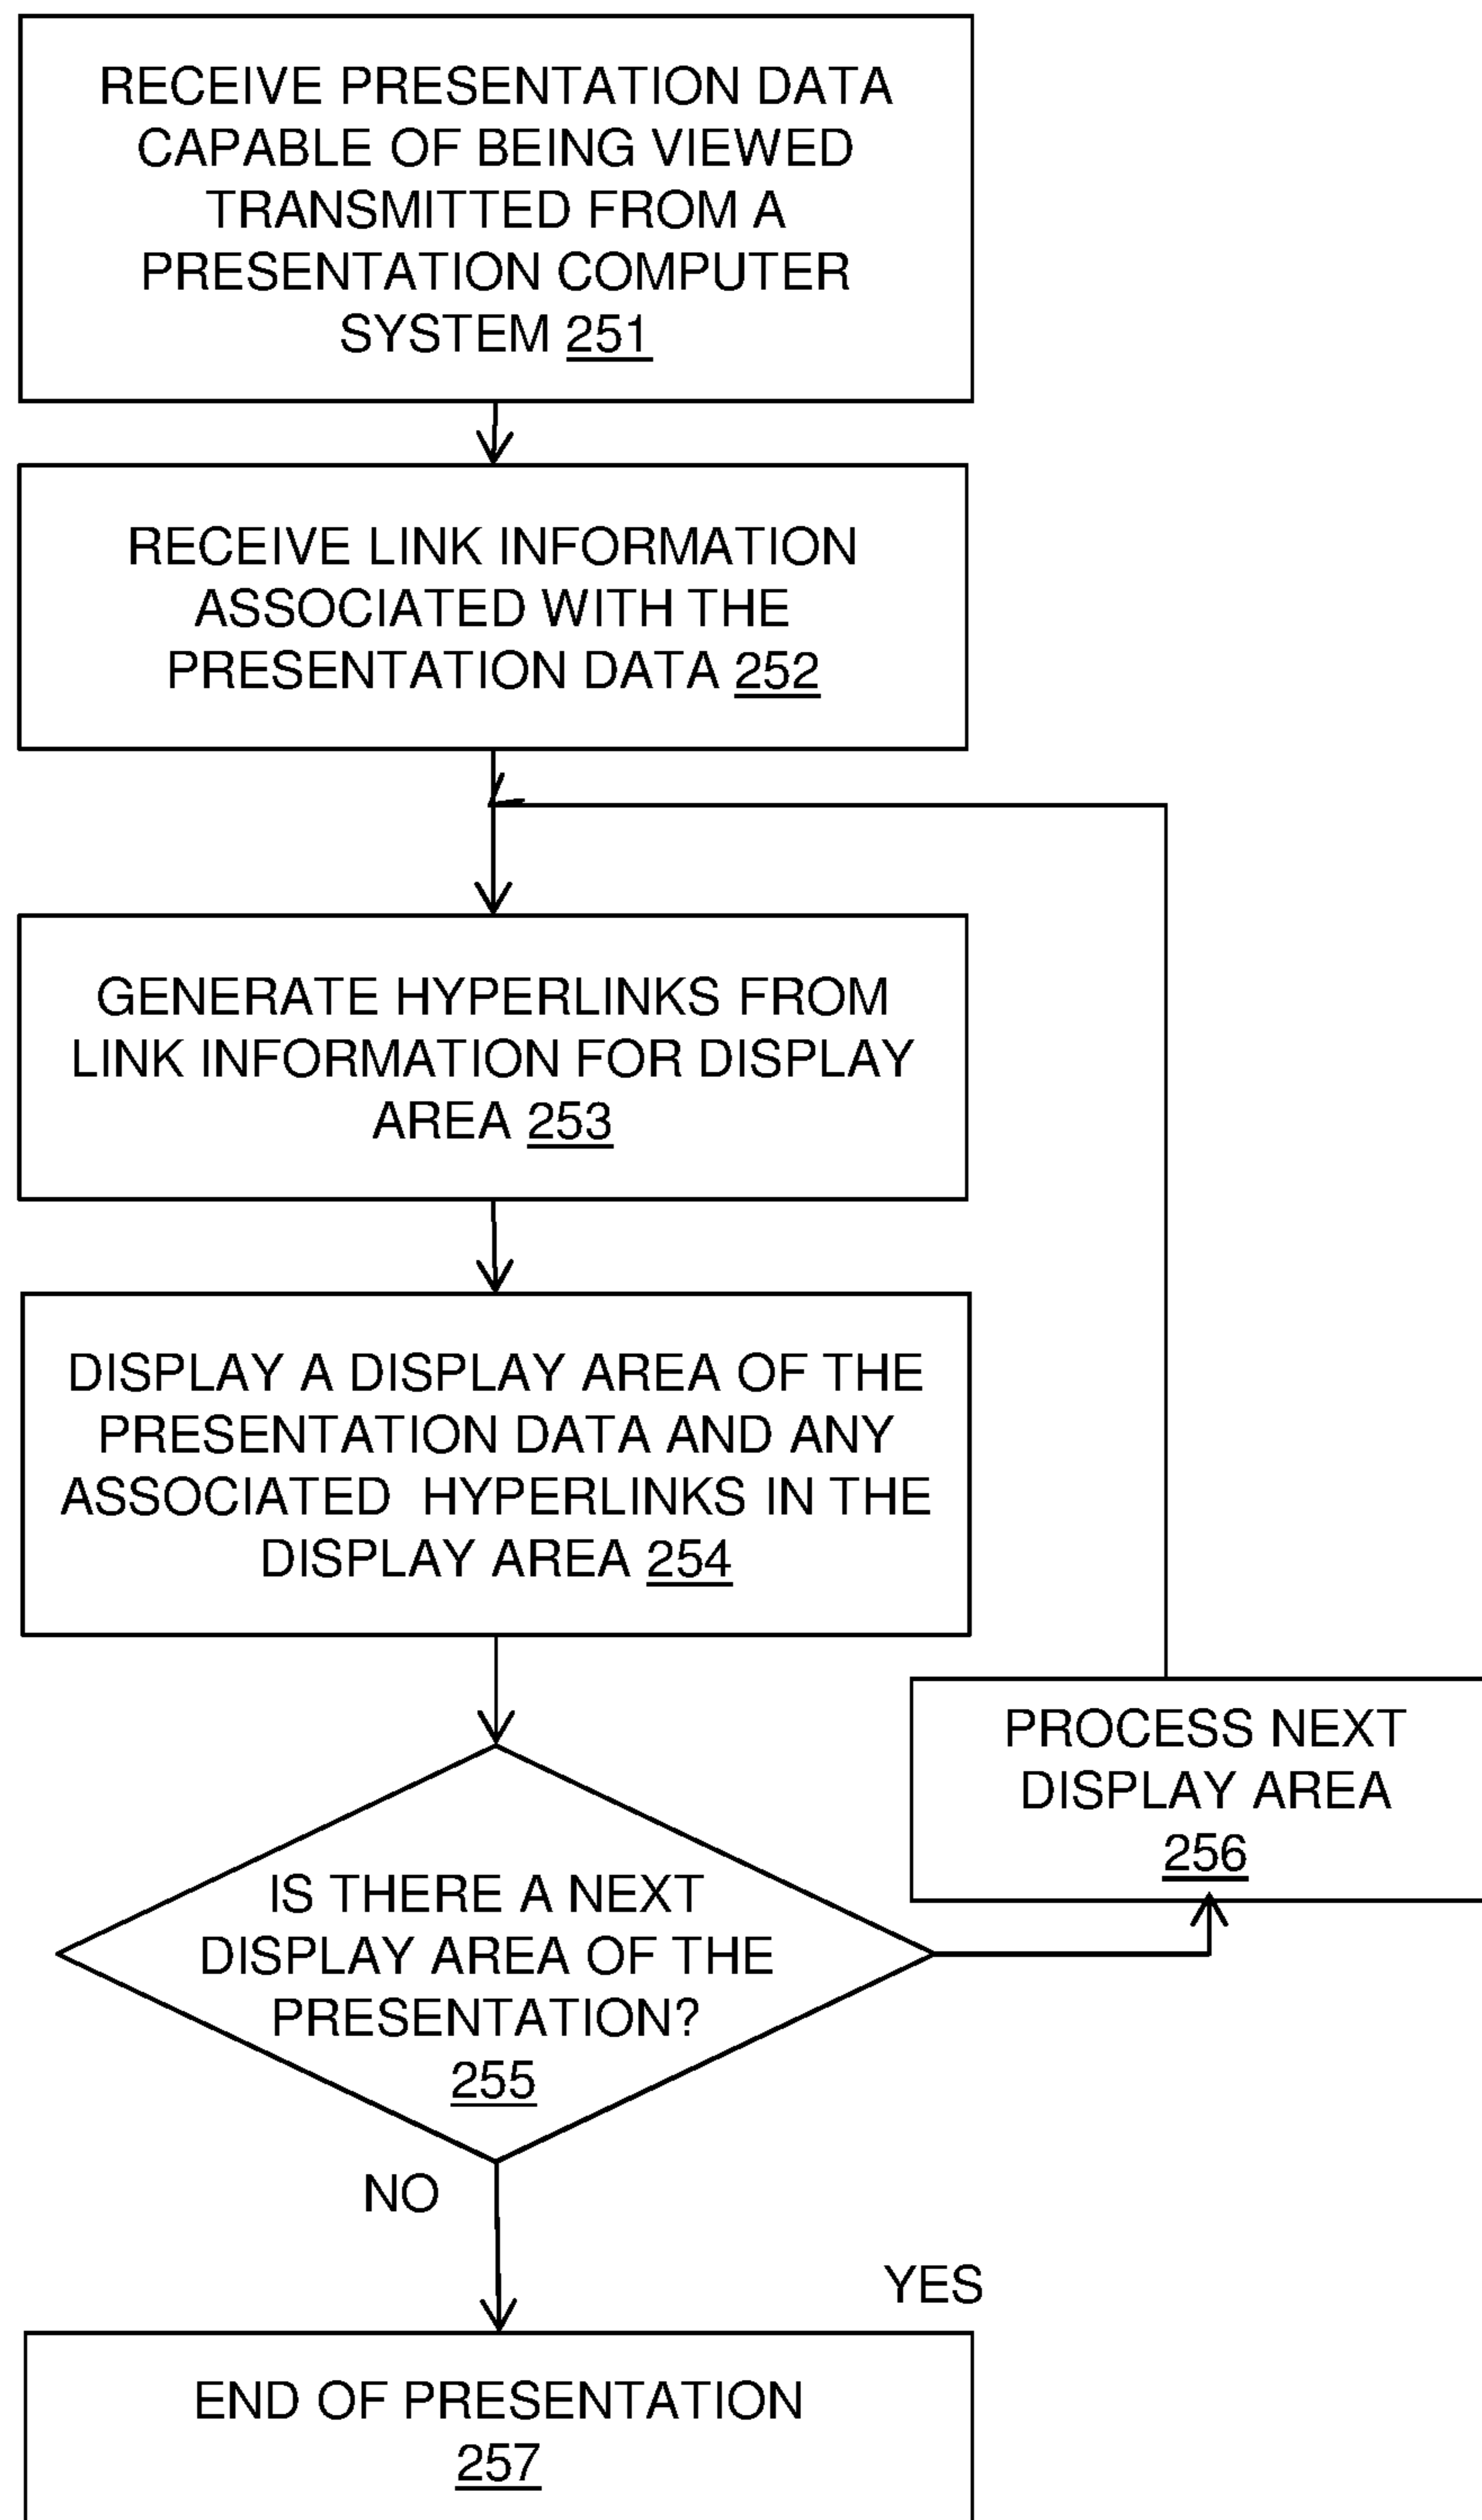 RECEIVE PRESENTATION DATA
CAPABLE OF BEING VIEWED
TRANSMITTED FROM A
PRESENTATION COMPUTER
SYSTEM 251
RECEIVE LINK INFORMATION
ASSOCIATED WITH THE
PRESENTATION DATA 252
GENERATE HYPERLINKS FROM
LINK INFORMATION FOR DISPLAY
AREA 253
DISPLAY A DISPLAY AREA OF THE
PRESENTATION DATA AND ANY
ASSOCIATED HYPERLINKS IN THE
DISPLAY AREA 254
PROCESS NEXT
DISPLAY AREA
256
IS THERE A NEXT
DISPLAY AREA OF THE
PRESENTATION?
255
NO
YES
END OF PRESENTATION
257